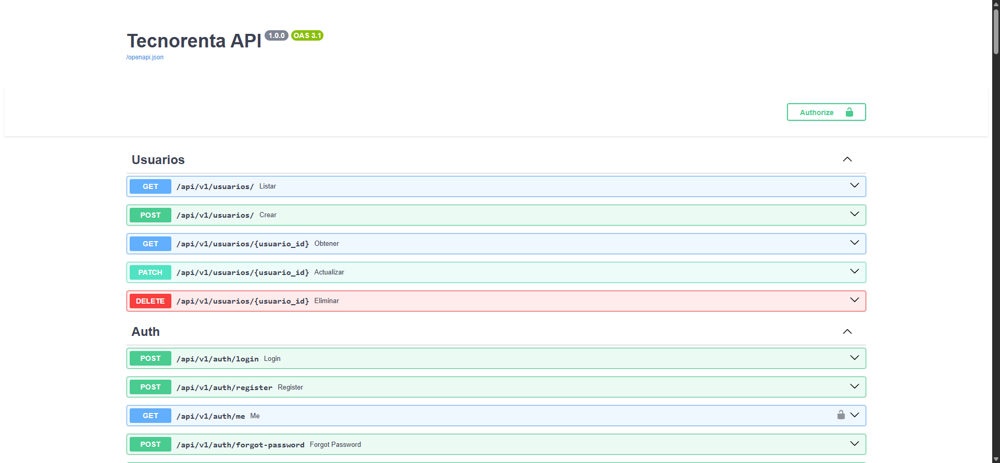 Tecnorenta API 1.0.0 OAS 3.1
/openapi.json
Authorize
Usuarios
GET /api/v1/usuarios/ Listar
POST /api/v1/usuarios/ Crear
GET /api/v1/usuarios/{usuario_id} Obtener
PATCH /api/v1/usuarios/{usuario_id} Actualizar
DELETE /api/v1/usuarios/{usuario_id} Eliminar
Auth
POST /api/v1/auth/login Login
POST /api/v1/auth/register Register
GET /api/v1/auth/me Me
POST /api/v1/auth/forgot-password Forgot Password